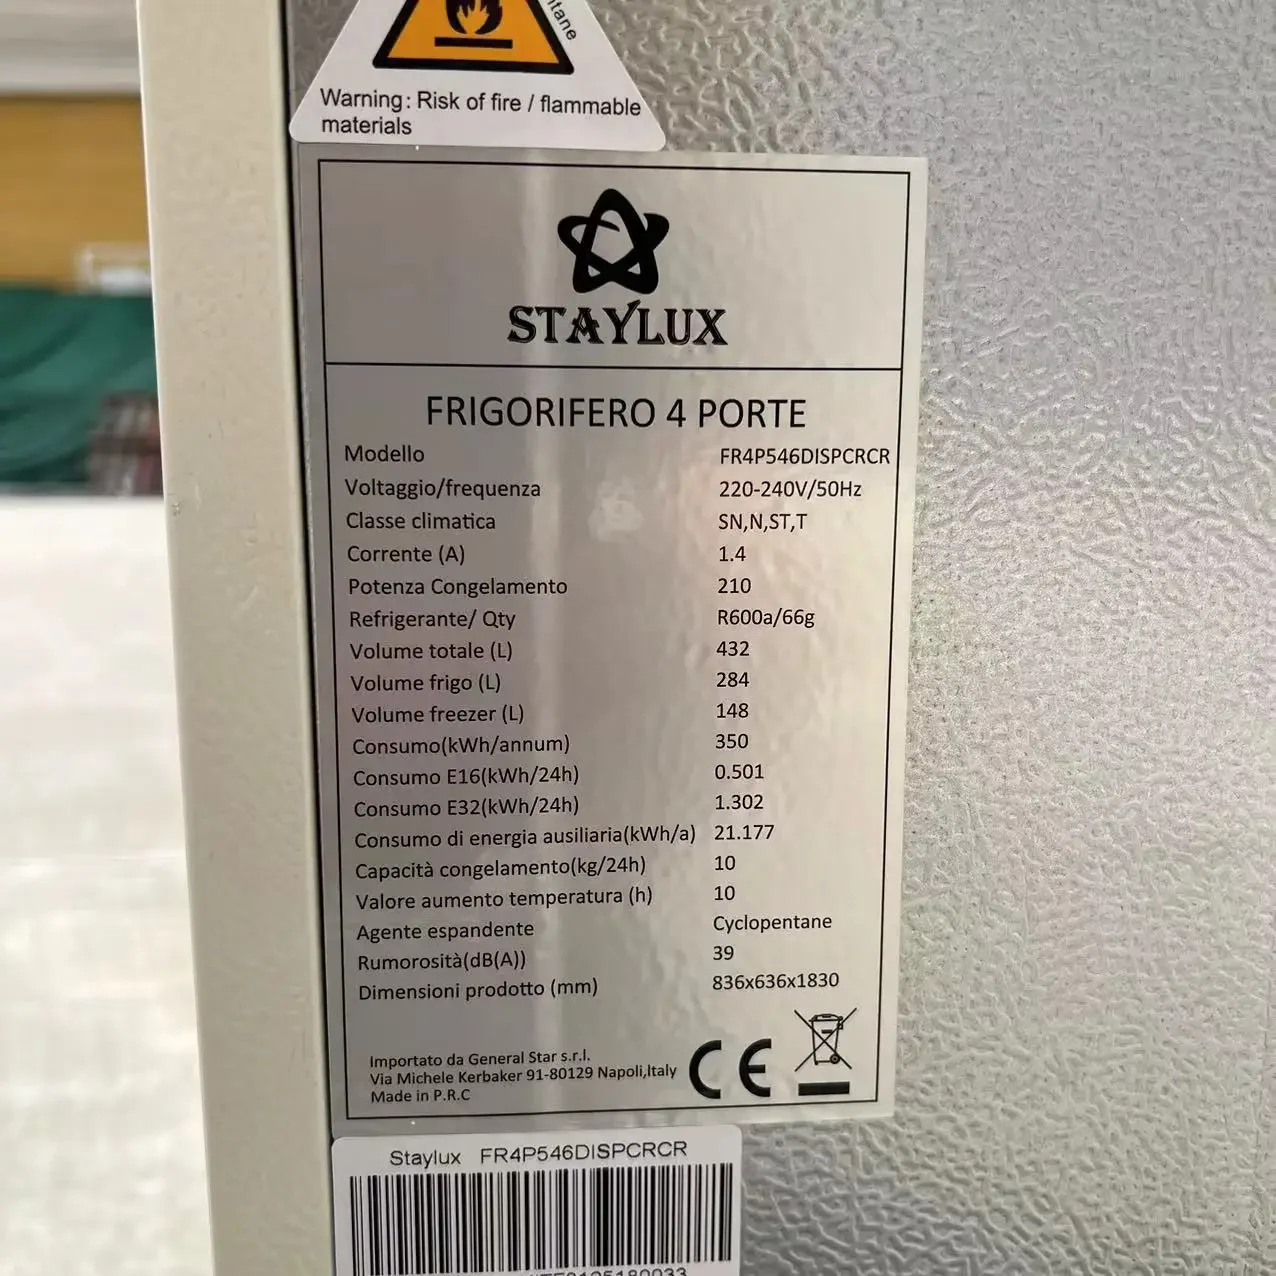 Warning: Risk of fire / flammable
materials
STAYLUX
FRIGORIFERO 4 PORTE
Modello FR4P546DISPCRCR
Voltaggio/frequenza 220-240V/50Hz
Classe climatica SN,N,ST,T
Corrente (A) 1.4
Potenza Congelamento 210
Refrigerante/ Qty R600a/66g
Volume totale (L) 432
Volume frigo (L) 284
Volume freezer (L) 148
Consumo(kWh/annum) 350
Consumo E16(kWh/24h) 0.501
Consumo E32(kWh/24h) 1.302
Consumo di energia ausiliaria(kWh/a) 21.177
Capacità congelamento(kg/24h) 10
Valore aumento temperatura (h) 10
Agente espandente Cyclopentane
Rumorosità(dB(A)) 39
Dimensioni prodotto (mm) 836x636x1830
Importato da General Star s.r.l.
Via Michele Kerbaker 91-80129 Napoli,Italy
Made in P.R.C
CE
Staylux FR4P546DISPCRCR